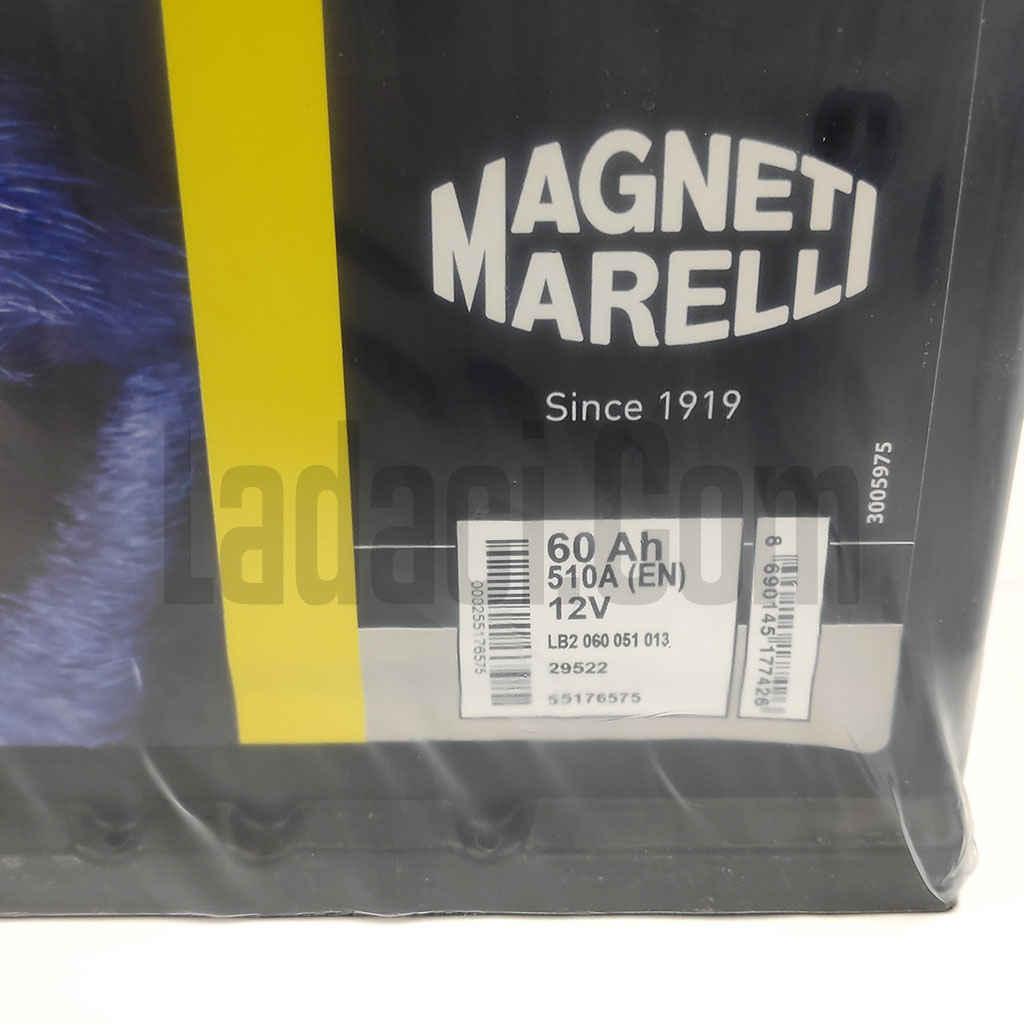 MAGNETI
MARELLI
Since 1919
3005975
Ladaci.Com
60 Ah
510A (EN)
12V
LB2 060 051 013
29522
55176575
000255176575
8 690145 177426